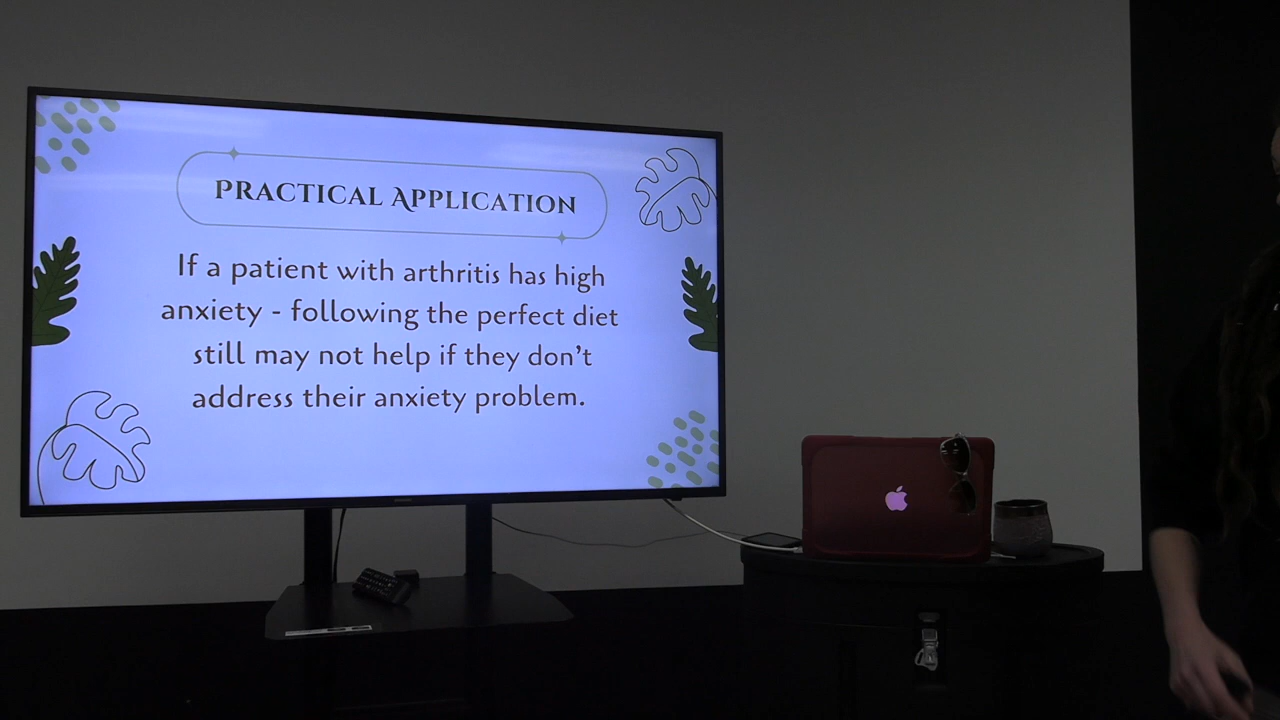 PRACTICAL APPLICATION
If a patient with arthritis has high
anxiety - following the perfect diet
still may not help if they don't
address their anxiety problem.